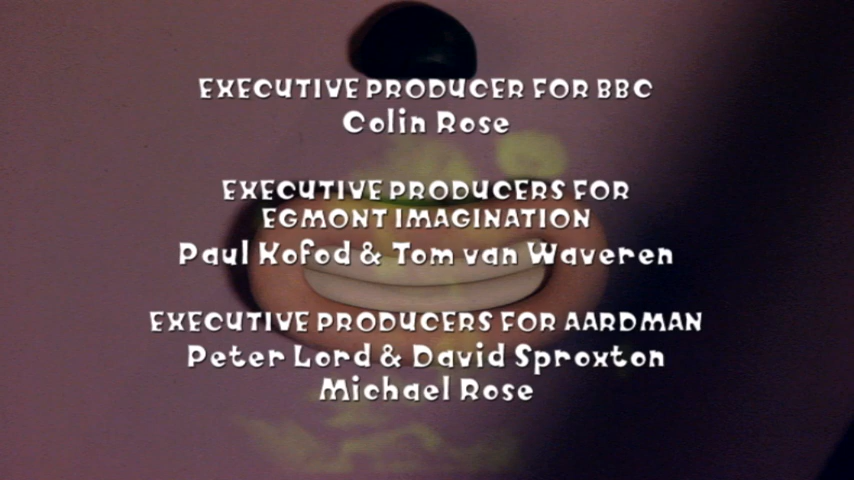 EXECUTIVE PRODUCER FOR BBC
Colin Rose
EXECUTIVE PRODUCERS FOR
EGMONT IMAGINATION
Paul Kofod & Tom van Waveren
EXECUTIVE PRODUCERS FOR AARDMAN
Peter Lord & David Sproxton
Michael Rose